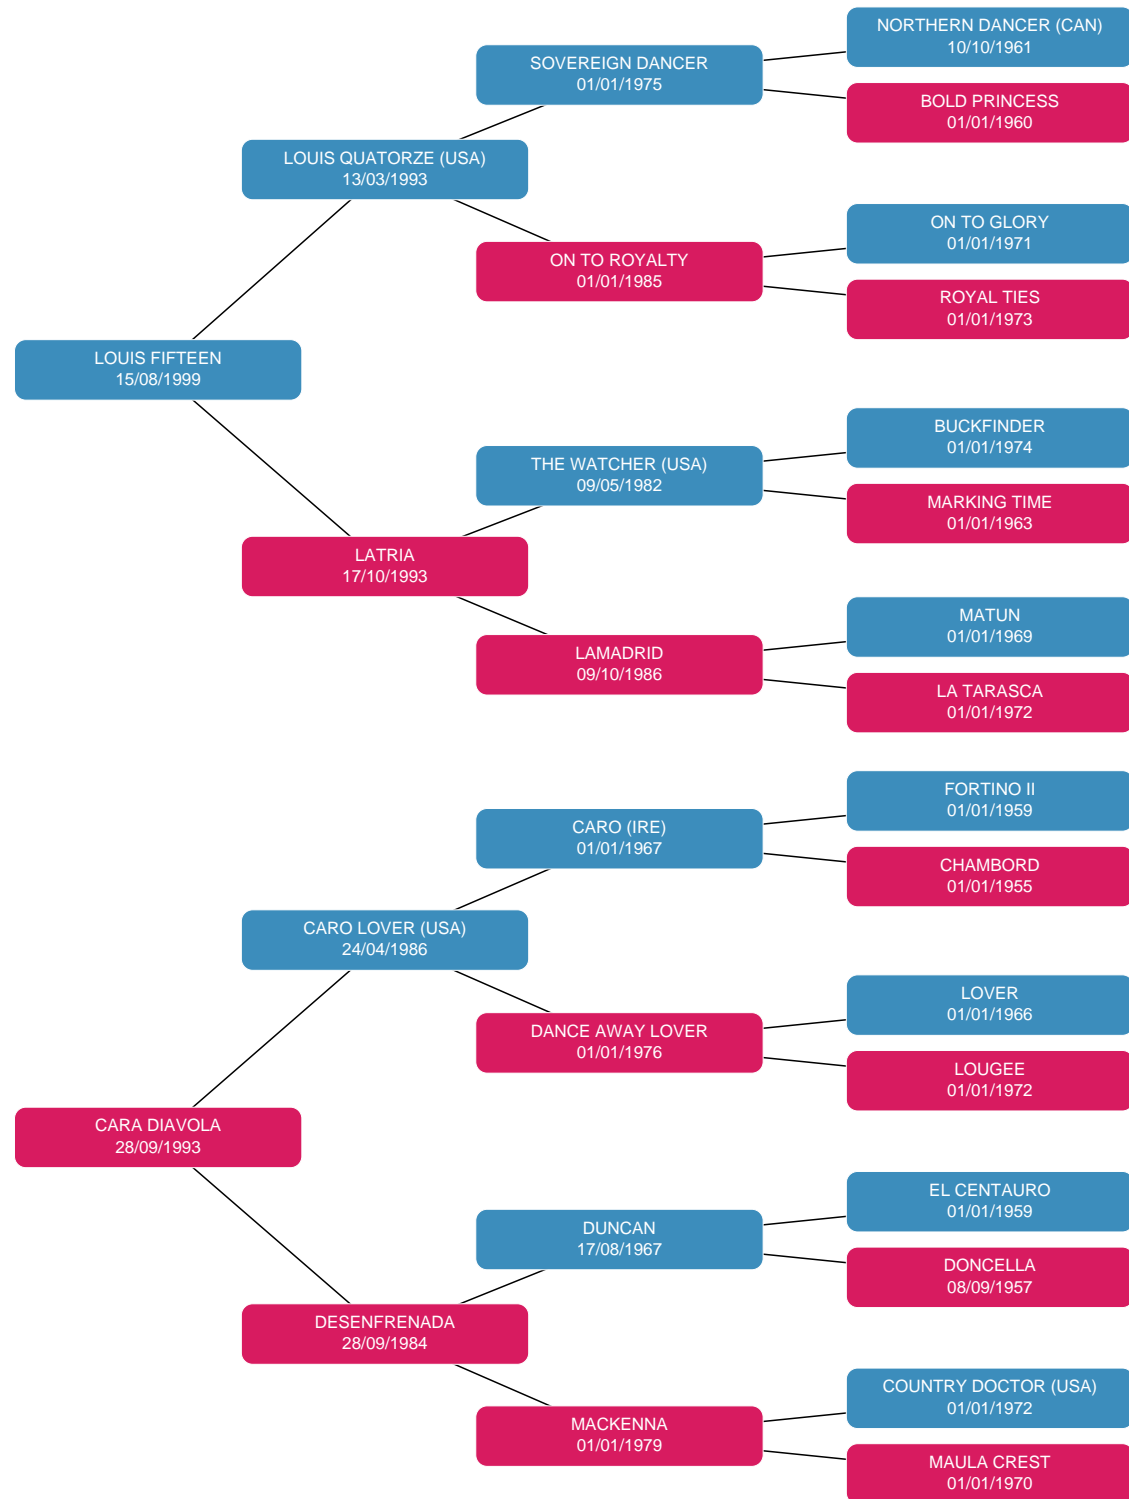 NORTHERN DANCER (CAN)
10/10/1961
SOVEREIGN DANCER
01/01/1975
BOLD PRINCESS
01/01/1960
LOUIS QUATORZE (USA)
13/03/1993
ON TO GLORY
01/01/1971
ON TO ROYALTY
01/01/1985
ROYAL TIES
01/01/1973
LOUIS FIFTEEN
15/08/1999
BUCKFINDER
01/01/1974
THE WATCHER (USA)
09/05/1982
MARKING TIME
01/01/1963
LATRIA
17/10/1993
MATUN
01/01/1969
LAMADRID
09/10/1986
LA TARASCA
01/01/1972
FORTINO II
01/01/1959
CARO (IRE)
01/01/1967
CHAMBORD
01/01/1955
CARO LOVER (USA)
24/04/1986
LOVER
01/01/1966
DANCE AWAY LOVER
01/01/1976
LOUGEE
01/01/1972
CARA DIAVOLA
28/09/1993
EL CENTAURO
01/01/1959
DUNCAN
17/08/1967
DONCELLA
08/09/1957
DESENFRENADA
28/09/1984
COUNTRY DOCTOR (USA)
01/01/1972
MACKENNA
01/01/1979
MAULA CREST
01/01/1970